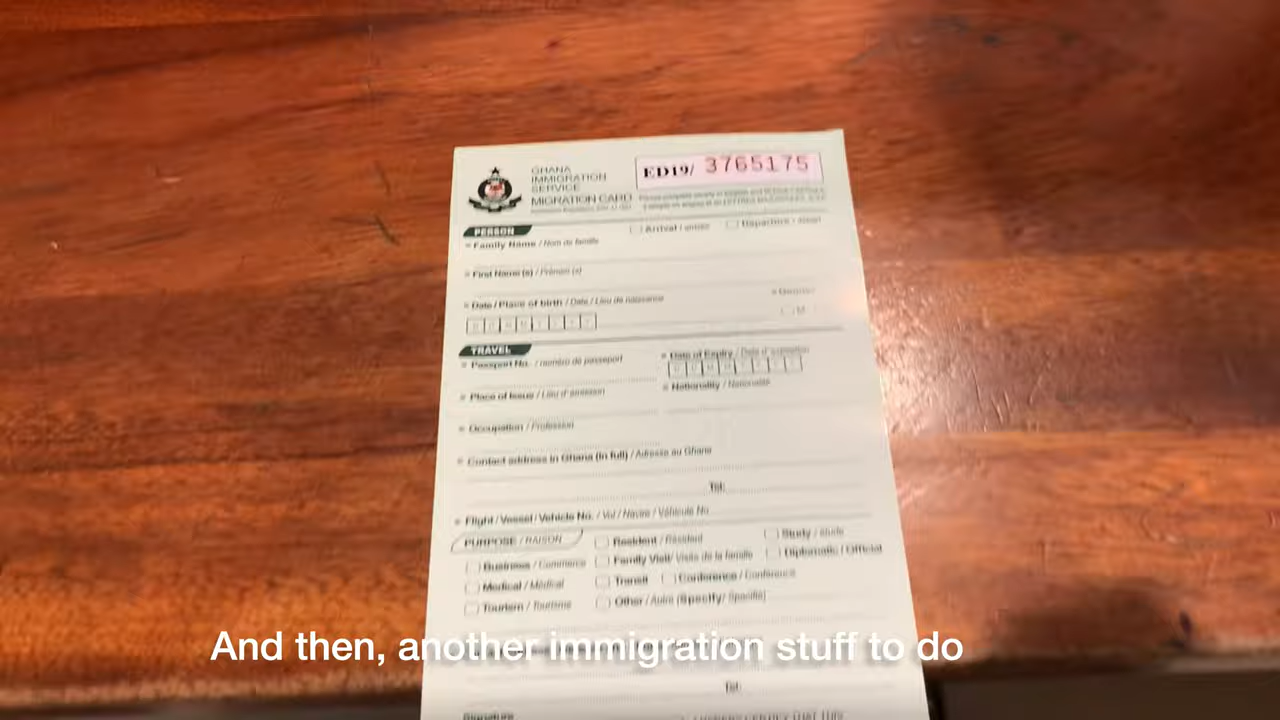 GHANA
IMMIGRATION
SERVICE
MIGRATION CARD
ED19/ 3765175
PERSON
Arrival / Departure /
Family Name / Nom de famille
First Name (s) / Prénom (s)
Date / Place of birth / Date / Lieu de naissance
M
TRAVEL
Passport No. / numéro de passeport
Date of Expiry / Date d'expiration
Place of Issue / Lieu d'émission
Nationality / Nationalité
Occupation / Profession
Contact address in Ghana (in full) / Adresse au Ghana
Tel:
Flight / Vessel / Vehicle No. / Vol / Navire / Véhicule No
PURPOSE / RAISON
Resident / Résident
Study / étude
Business / Commerce
Family Visit / Visite de la famille
Diplomatic / Official
Medical / Médical
Transit
Conference / Conférence
Tourism / Tourisme
Other / Autre (Specify / Spécifié)
And then, another immigration stuff to do
Tel:
Signature